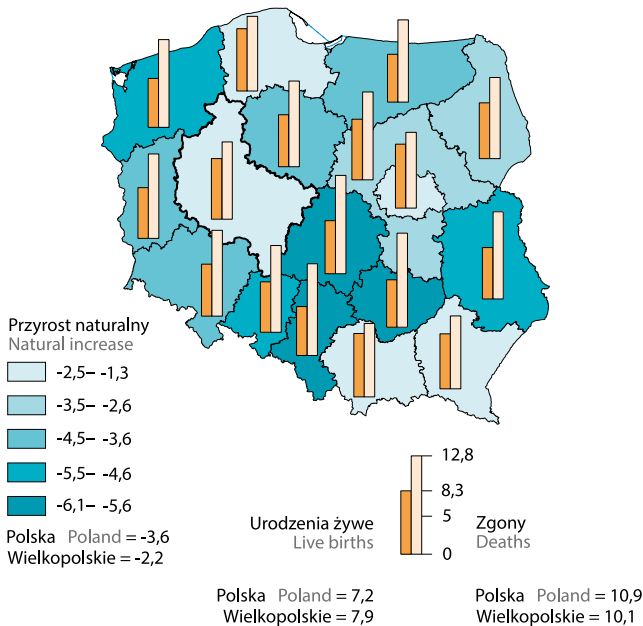 Przyrost naturalny
Natural increase
-2,5– -1,3
-3,5– -2,6
-4,5– -3,6
-5,5– -4,6
-6,1– -5,6
Polska Poland = -3,6
Wielkopolskie = -2,2
12,8
8,3
5
0
Urodzenia żywe
Live births
Zgony
Deaths
Polska Poland = 7,2
Wielkopolskie = 7,9
Polska Poland = 10,9
Wielkopolskie = 10,1